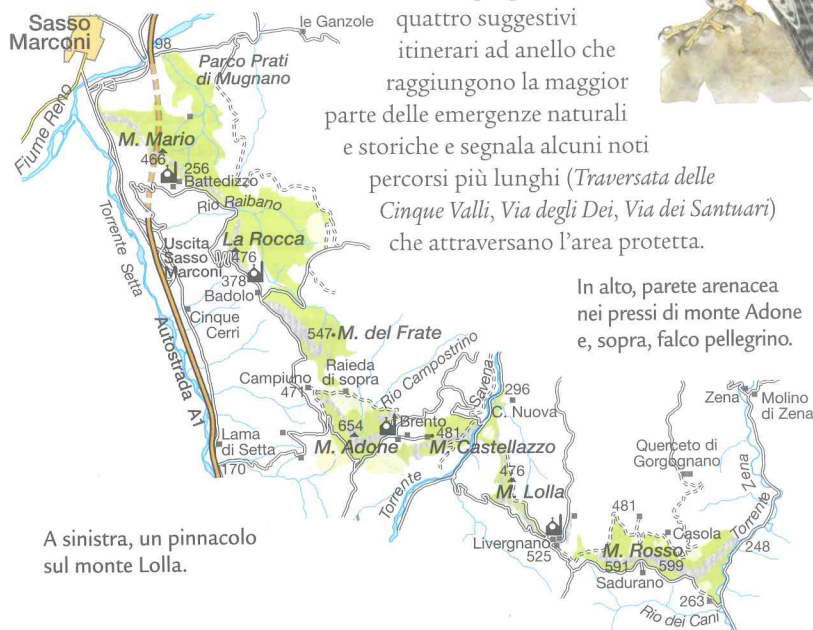 quattro suggestivi
itinerari ad anello che
raggiungono la maggior
parte delle emergenze naturali
e storiche e segnala alcuni noti
percorsi più lunghi (Traversata delle
Cinque Valli, Via degli Dei, Via dei Santuari)
che attraversano l'area protetta.
In alto, parete arenacea
nei pressi di monte Adone
e, sopra, falco pellegrino.
A sinistra, un pinnacolo
sul monte Lolla.
Sasso
Marconi
98
le Ganzole
Parco Prati
di Mugnano
Fiume Reno
M. Mario
466
256
Battedizzo
Rio Raibano
Torrente Setta
Uscita
Sasso
Marconi
La Rocca
476
378
Badolo
Cinque
Cerri
Autostrada A1
547
M. del Frate
Raieda
di sopra
Rio Campostrino
Campiuno
471
Savena
Torrente
296
C. Nuova
654
Brento
481
M. Adone
M. Castellazzo
Lama
di Setta
170
476
M. Lolla
Livergnano
525
Zena
Molino
di Zena
Querceto di
Gorgognano
Zena
Torrente
481
Casola
248
M. Rosso
591
599
Sadurano
263
Rio dei Cani